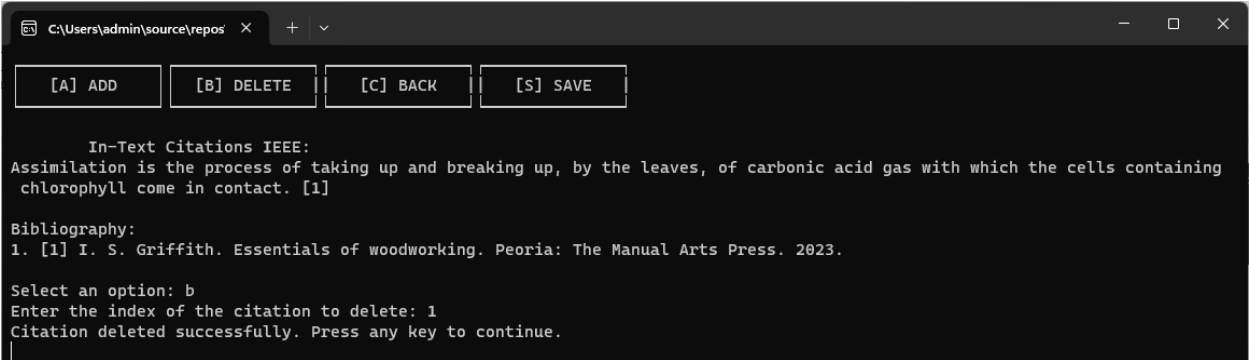 C:\Users\admin\source\repos\
[A] ADD [B] DELETE [C] BACK [S] SAVE
In-Text Citations IEEE:
Assimilation is the process of taking up and breaking up, by the leaves, of carbonic acid gas with which the cells containing
chlorophyll come in contact. [1]
Bibliography:
1. [1] I. S. Griffith. Essentials of woodworking. Peoria: The Manual Arts Press. 2023.
Select an option: b
Enter the index of the citation to delete: 1
Citation deleted successfully. Press any key to continue.